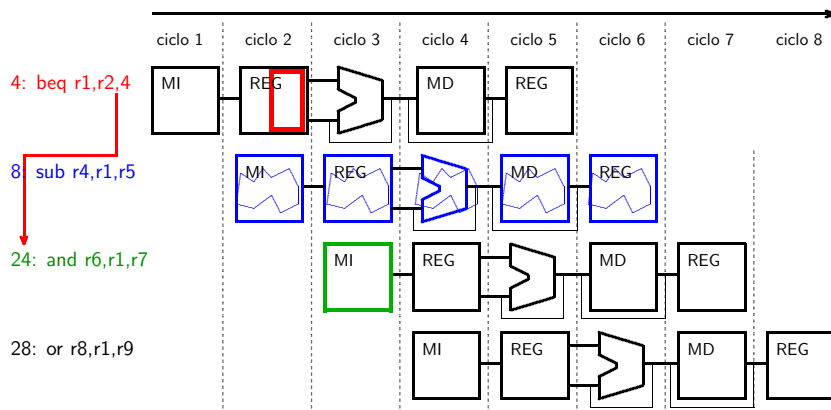 ciclo 1 ciclo 2 ciclo 3 ciclo 4 ciclo 5 ciclo 6 ciclo 7 ciclo 8
4: beq r1,r2,4 MI REG MD REG
8: sub r4,r1,r5 MI REG MD REG
24: and r6,r1,r7 MI REG MD REG
28: or r8,r1,r9 MI REG MD REG